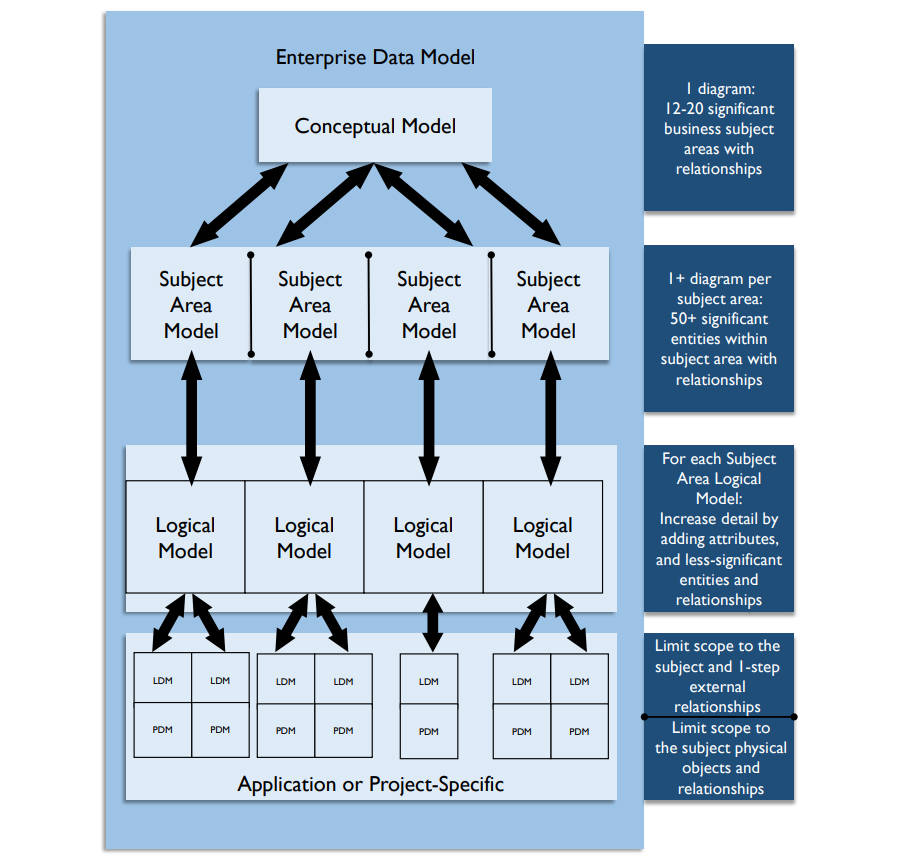 Enterprise Data Model
Conceptual Model
1 diagram:
12-20 significant
business subject
areas with
relationships
Subject
Area
Model
Subject
Area
Model
Subject
Area
Model
Subject
Area
Model
1+ diagram per
subject area:
50+ significant
entities within
subject area with
relationships
Logical
Model
Logical
Model
Logical
Model
Logical
Model
For each Subject
Area Logical
Model:
Increase detail by
adding attributes,
and less-significant
entities and
relationships
LDM
LDM
LDM
LDM
LDM
LDM
LDM
PDM
PDM
PDM
PDM
PDM
PDM
PDM
Application or Project-Specific
Limit scope to the
subject and 1-step
external
relationships
Limit scope to
the subject physical
objects and
relationships